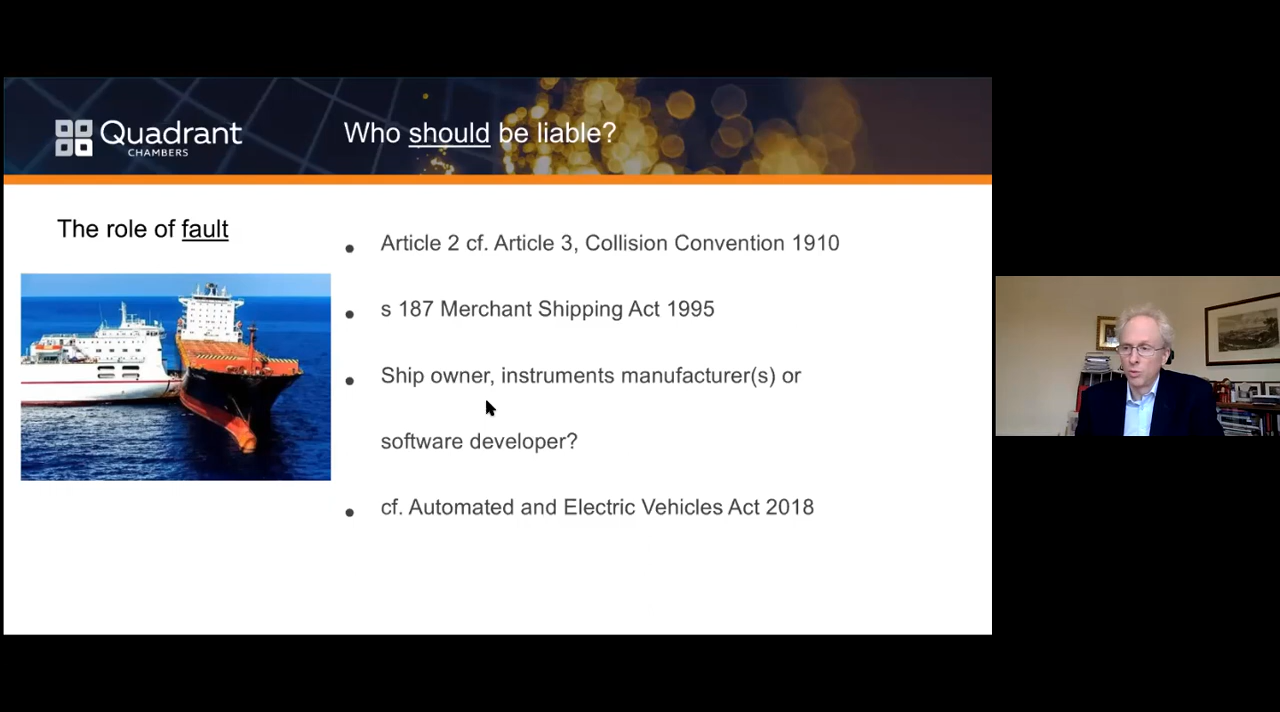 Quadrant
CHAMBERS
Who should be liable?
The role of fault
Article 2 cf. Article 3, Collision Convention 1910
s 187 Merchant Shipping Act 1995
Ship owner, instruments manufacturer(s) or
software developer?
cf. Automated and Electric Vehicles Act 2018